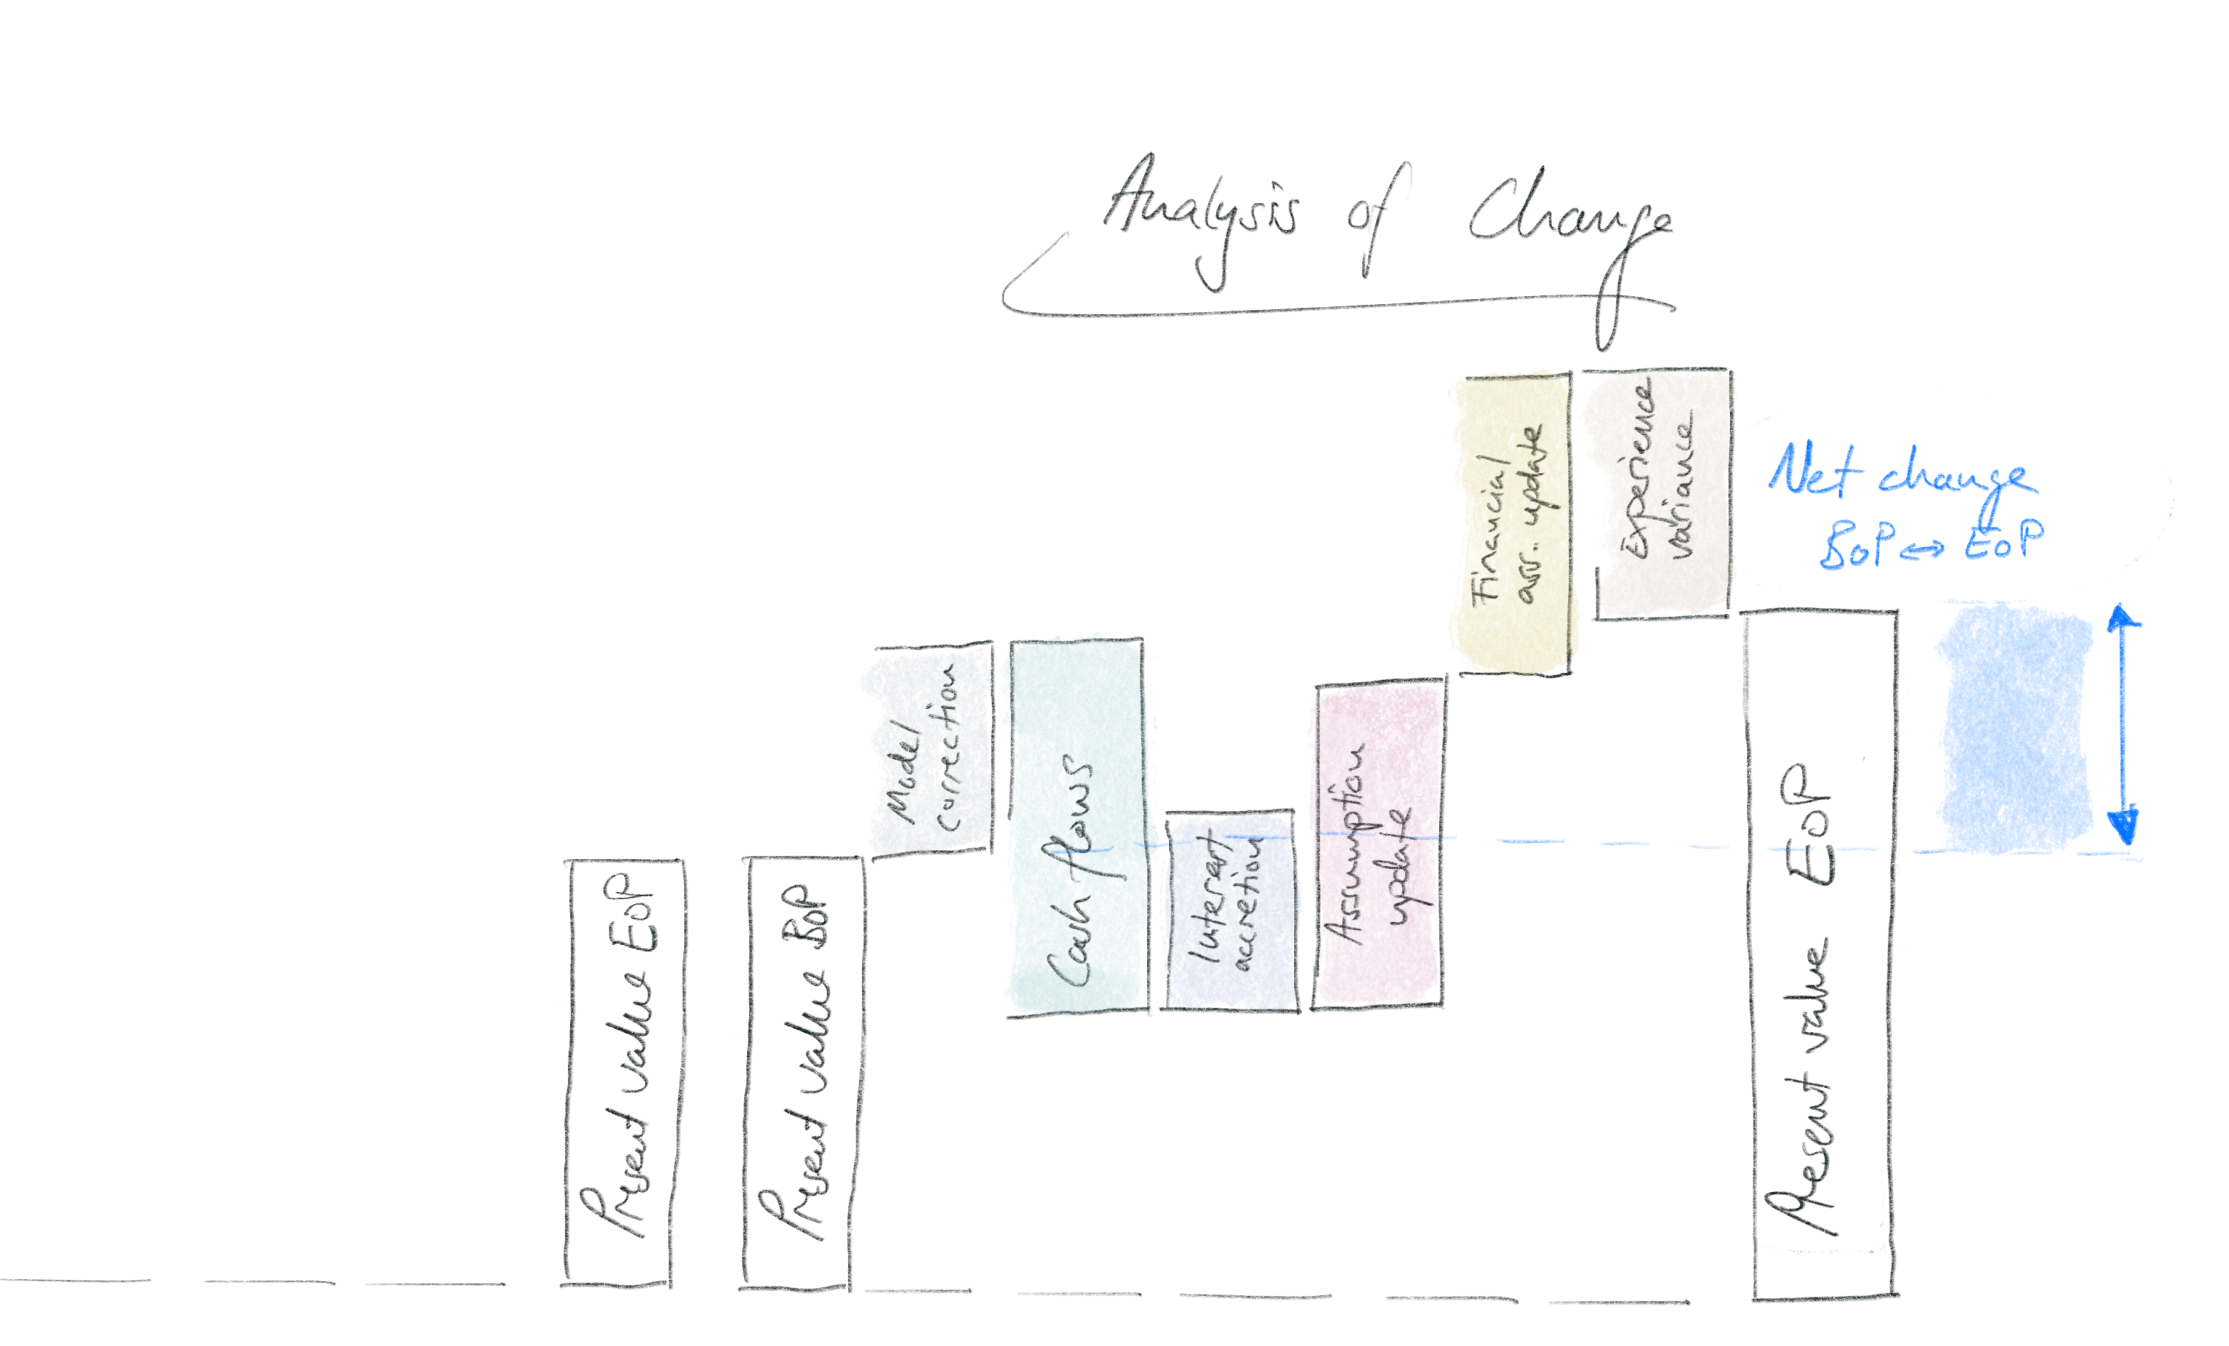 Analysis of Change
Net change
BoP ↔ EoP
Present value EoP
Present value BoP
Model
correction
Cash flows
Interest
accretion
Assumption
update
Financial
ass. update
Experience
variance
Present value EoP